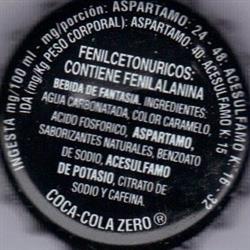 INGESTA mg/100 ml - mg/porción: ASPARTAMO: 24 - 48; ACESULFAMO K: 16 - 32
IDA (mg/Kg PESO CORPORAL): ASPARTAMO: 40; ACESULFAMO K: 15
FENILCETONURICOS:
CONTIENE FENILALANINA
BEBIDA DE FANTASIA. INGREDIENTES:
AGUA CARBONATADA, COLOR CARAMELO,
ACIDO FOSFORICO, ASPARTAMO,
SABORIZANTES NATURALES, BENZOATO
DE SODIO, ACESULFAMO
DE POTASIO, CITRATO DE
SODIO Y CAFEINA.
COCA-COLA ZERO®